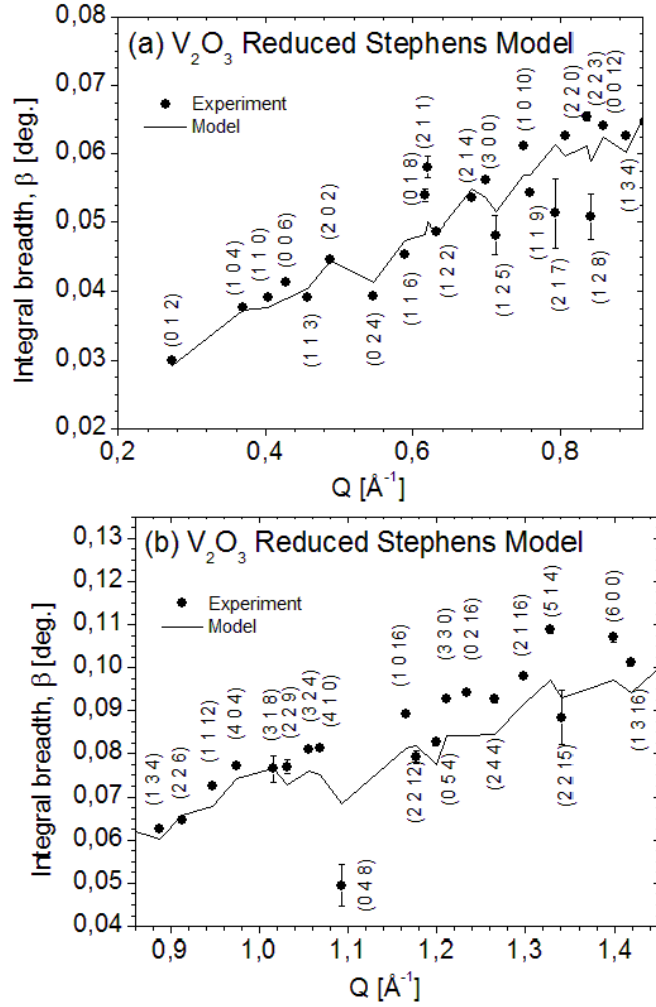 (a) V2O3 Reduced Stephens Model
Experiment
Model
Integral breadth, β [deg.]
0,08
0,07
0,06
0,05
0,04
0,03
0,02
(0 1 2)
(1 0 4)
(1 1 0)
(0 0 6)
(1 1 3)
(2 0 2)
(0 2 4)
(1 1 6)
(0 1 8)
(2 1 1)
(1 2 2)
(2 1 4)
(3 0 0)
(1 2 5)
(1 0 10)
(1 1 9)
(2 1 7)
(2 2 0)
(2 2 3)
(1 2 8)
(0 0 12)
(1 3 4)
0,2 0,4 0,6 0,8
Q [Å-1]
(b) V2O3 Reduced Stephens Model
Experiment
Model
Integral breadth, β [deg.]
0,13
0,12
0,11
0,10
0,09
0,08
0,07
0,06
0,05
0,04
(1 3 4)
(2 2 6)
(1 1 12)
(4 0 4)
(3 1 8)
(2 2 9)
(3 2 4)
(4 1 0)
(0 4 8)
(1 0 16)
(2 2 12)
(0 5 4)
(3 3 0)
(0 2 16)
(2 4 4)
(2 1 16)
(5 1 4)
(2 2 15)
(6 0 0)
(1 3 16)
0,9 1,0 1,1 1,2 1,3 1,4
Q [Å-1]